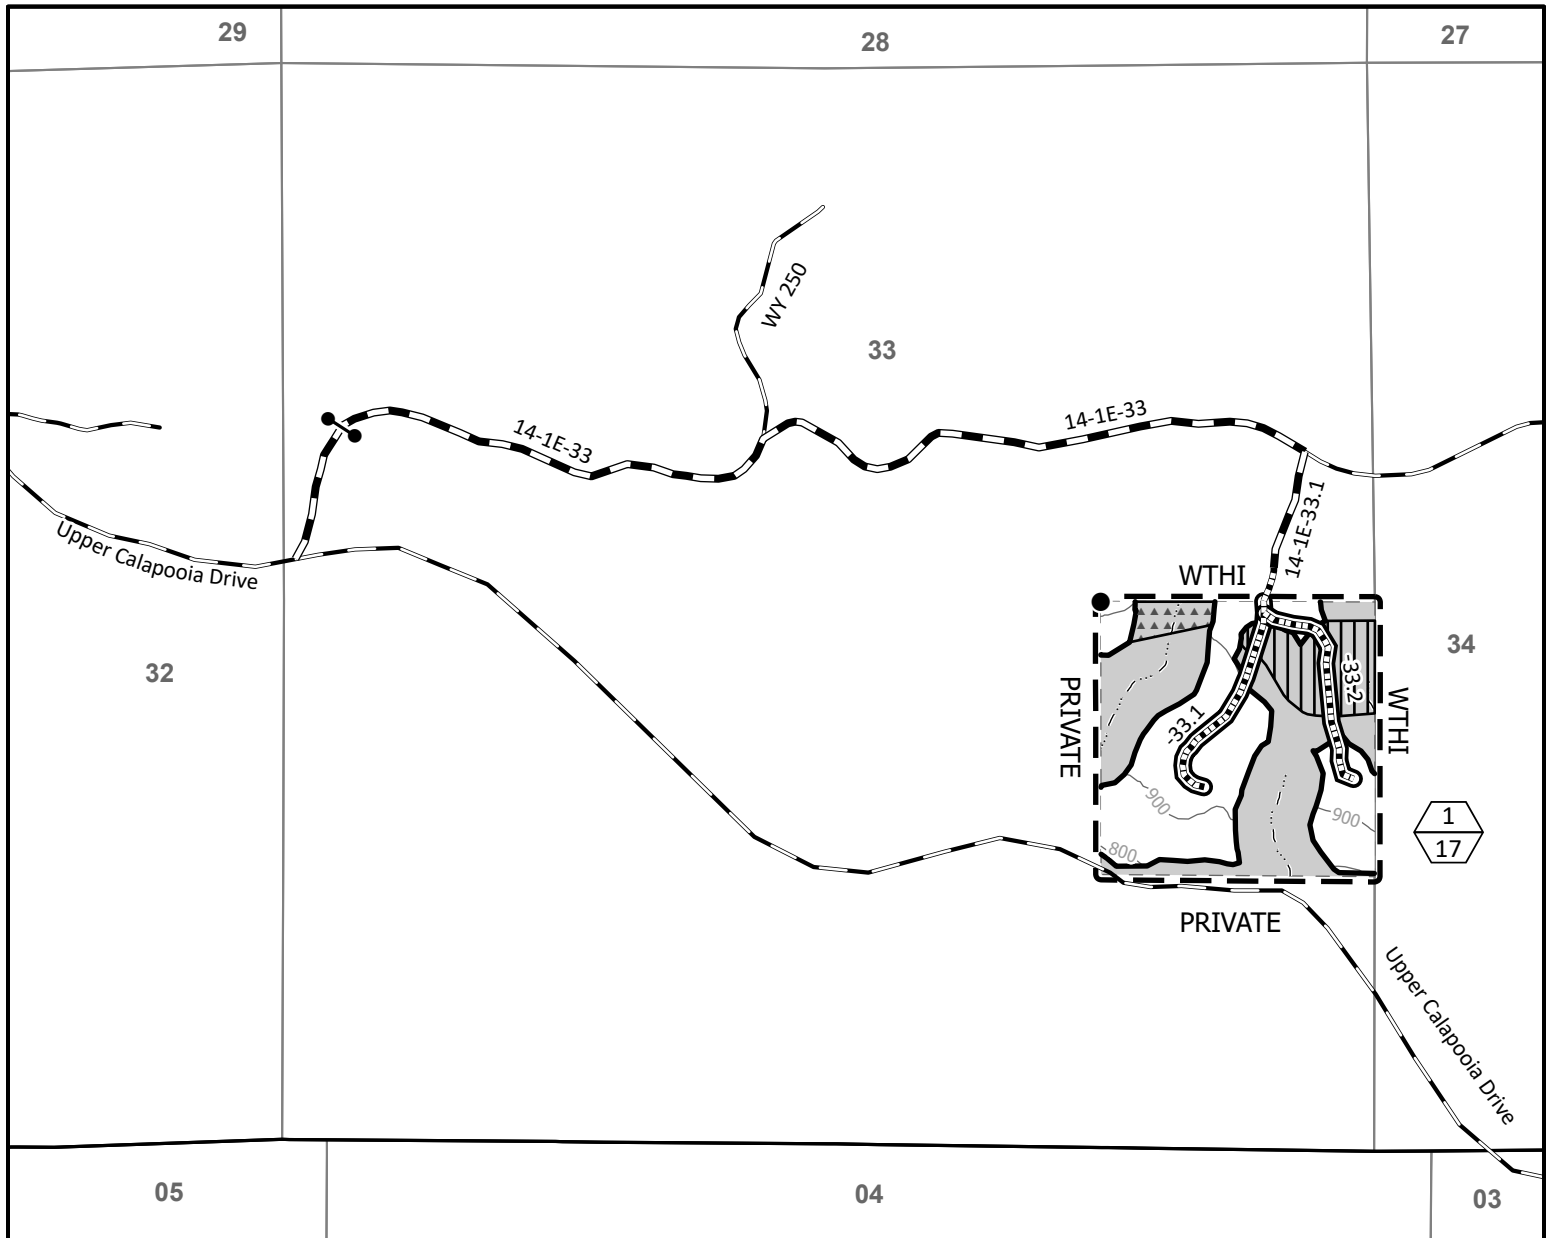 29
28
27
WY 250
33
14-1E-33
14-1E-33
14-1E-33.1
Upper Calapooia Drive
WTHI
32
34
PRIVATE
-33.2
WTHI
-33.1
900
900
1
17
800
PRIVATE
Upper Calapooia Drive
05
04
03